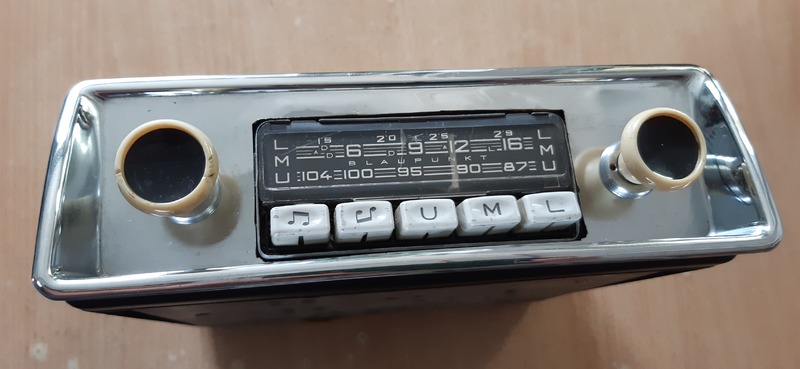 L 15 20 25 29 L
M 6 9 12 16 M
BLAUPUNKT
U 104 100 95 90 87 U
U M L